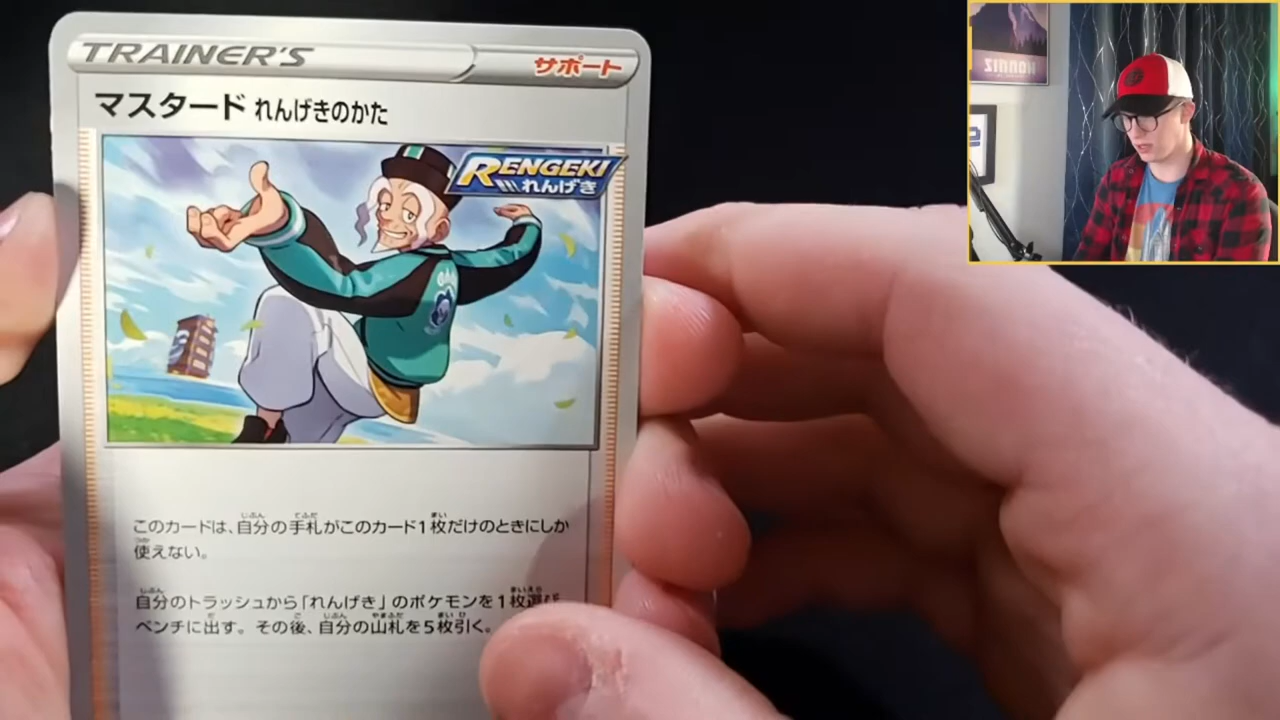 TRAINER'S
サポート
マスタード れんげきのかた
RENGEKI
れんげき
このカードは、自分の手札がこのカード1枚だけのときにしか
使えない。
自分のトラッシュから「れんげき」のポケモンを1枚選び、
ベンチに出す。その後、自分の山札を5枚引く。
SINNOH